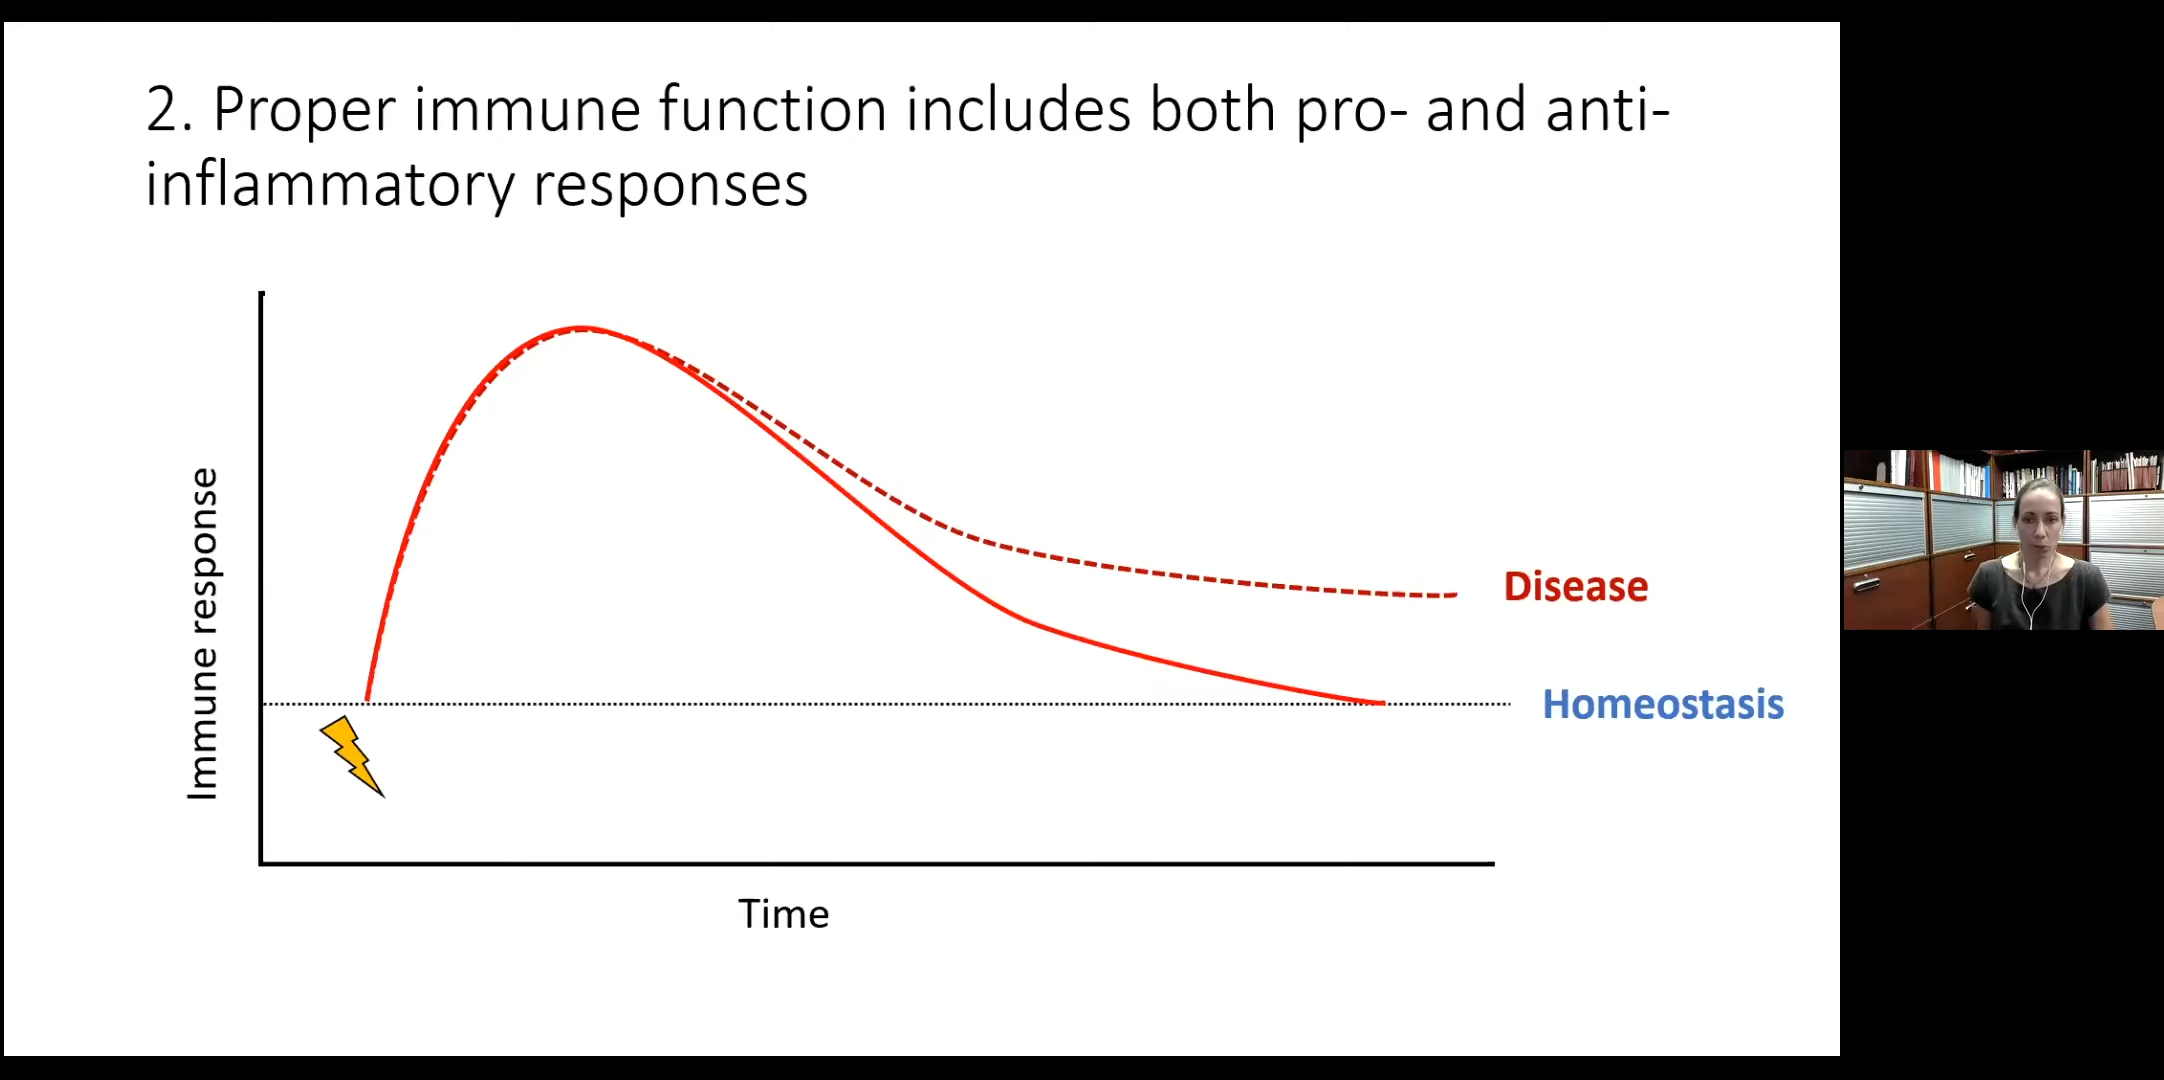 2. Proper immune function includes both pro- and anti-
inflammatory responses
Immune response
Disease
Homeostasis
Time